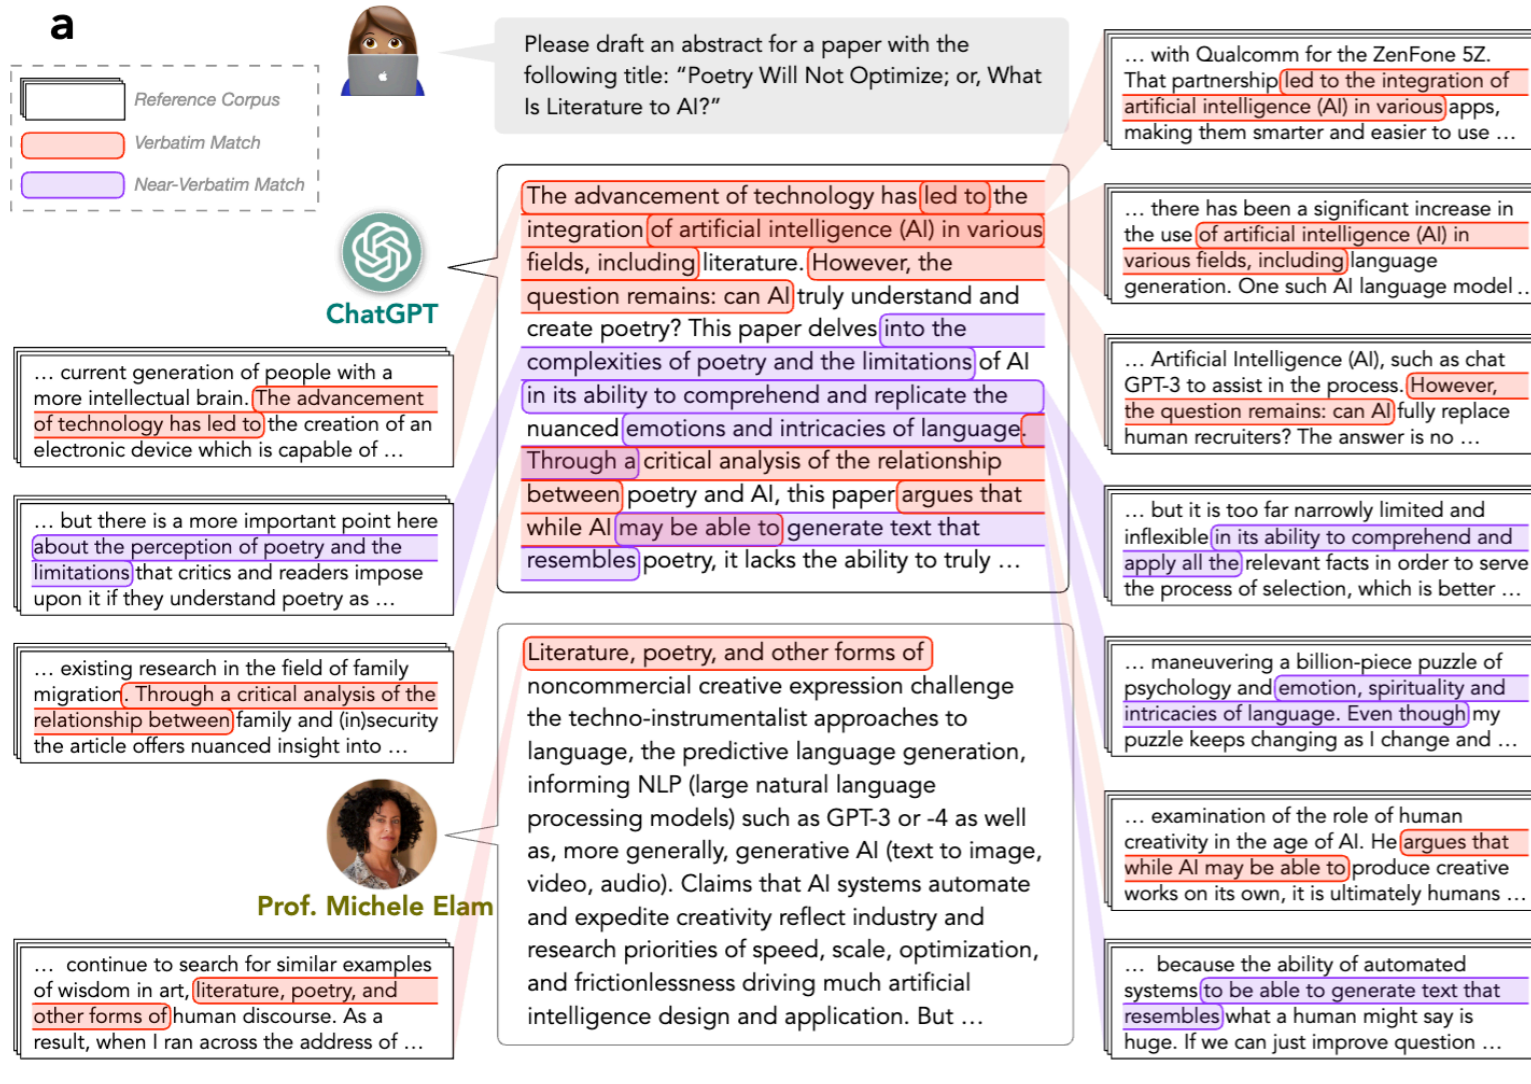 a
Reference Corpus
Verbatim Match
Near-Verbatim Match
Please draft an abstract for a paper with the
following title: “Poetry Will Not Optimize; or, What
Is Literature to AI?”
ChatGPT
The advancement of technology has led to the
integration of artificial intelligence (AI) in various
fields, including literature. However, the
question remains: can AI truly understand and
create poetry? This paper delves into the
complexities of poetry and the limitations of AI
in its ability to comprehend and replicate the
nuanced emotions and intricacies of language.
Through a critical analysis of the relationship
between poetry and AI, this paper argues that
while AI may be able to generate text that
resembles poetry, it lacks the ability to truly ...
... current generation of people with a
more intellectual brain. The advancement
of technology has led to the creation of an
electronic device which is capable of ...
... but there is a more important point here
about the perception of poetry and the
limitations that critics and readers impose
upon it if they understand poetry as ...
... existing research in the field of family
migration. Through a critical analysis of the
relationship between family and (in)security
the article offers nuanced insight into ...
Prof. Michele Elam
Literature, poetry, and other forms of
noncommercial creative expression challenge
the techno-instrumentalist approaches to
language, the predictive language generation,
informing NLP (large natural language
processing models) such as GPT-3 or -4 as well
as, more generally, generative AI (text to image,
video, audio). Claims that AI systems automate
and expedite creativity reflect industry and
research priorities of speed, scale, optimization,
and frictionlessness driving much artificial
intelligence design and application. But ...
... continue to search for similar examples
of wisdom in art, literature, poetry, and
other forms of human discourse. As a
result, when I ran across the address of ...
... with Qualcomm for the ZenFone 5Z.
That partnership led to the integration of
artificial intelligence (AI) in various apps,
making them smarter and easier to use ...
... there has been a significant increase in
the use of artificial intelligence (AI) in
various fields, including language
generation. One such AI language model ...
... Artificial Intelligence (AI), such as chat
GPT-3 to assist in the process. However,
the question remains: can AI fully replace
human recruiters? The answer is no ...
... but it is too far narrowly limited and
inflexible in its ability to comprehend and
apply all the relevant facts in order to serve
the process of selection, which is better ...
... maneuvering a billion-piece puzzle of
psychology and emotion, spirituality and
intricacies of language. Even though my
puzzle keeps changing as I change and ...
... examination of the role of human
creativity in the age of AI. He argues that
while AI may be able to produce creative
works on its own, it is ultimately humans ...
... because the ability of automated
systems to be able to generate text that
resembles what a human might say is
huge. If we can just improve question ...